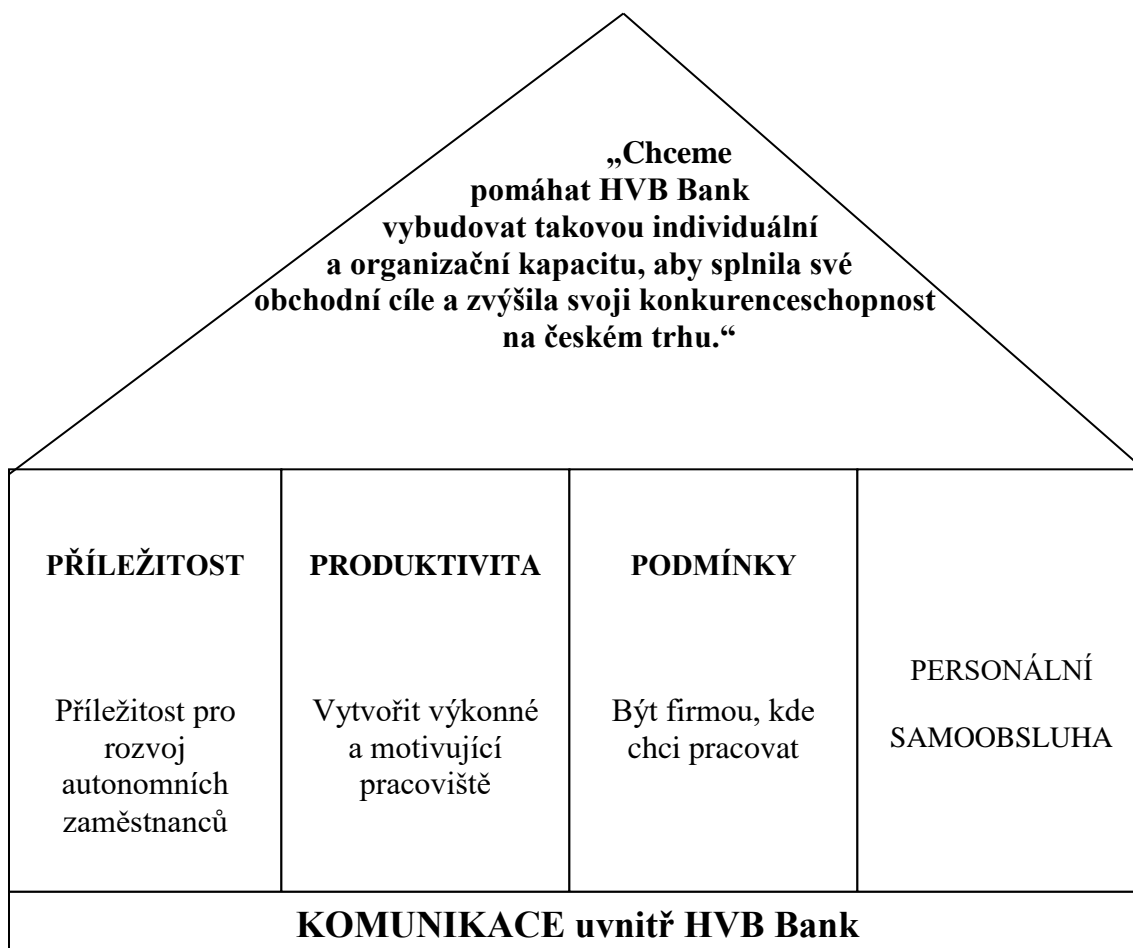 „Chceme
pomáhat HVB Bank
vybudovat takovou individuální
a organizační kapacitu, aby splnila své
obchodní cíle a zvýšila svoji konkurenceschopnost
na českém trhu.“
PŘÍLEŽITOST
Příležitost pro
rozvoj
autonomních
zaměstnanců
PRODUKTIVITA
Vytvořit výkonné
a motivující
pracoviště
PODMÍNKY
Být firmou, kde
chci pracovat
PERSONÁLNÍ
SAMOOBSLUHA
KOMUNIKACE uvnitř HVB Bank